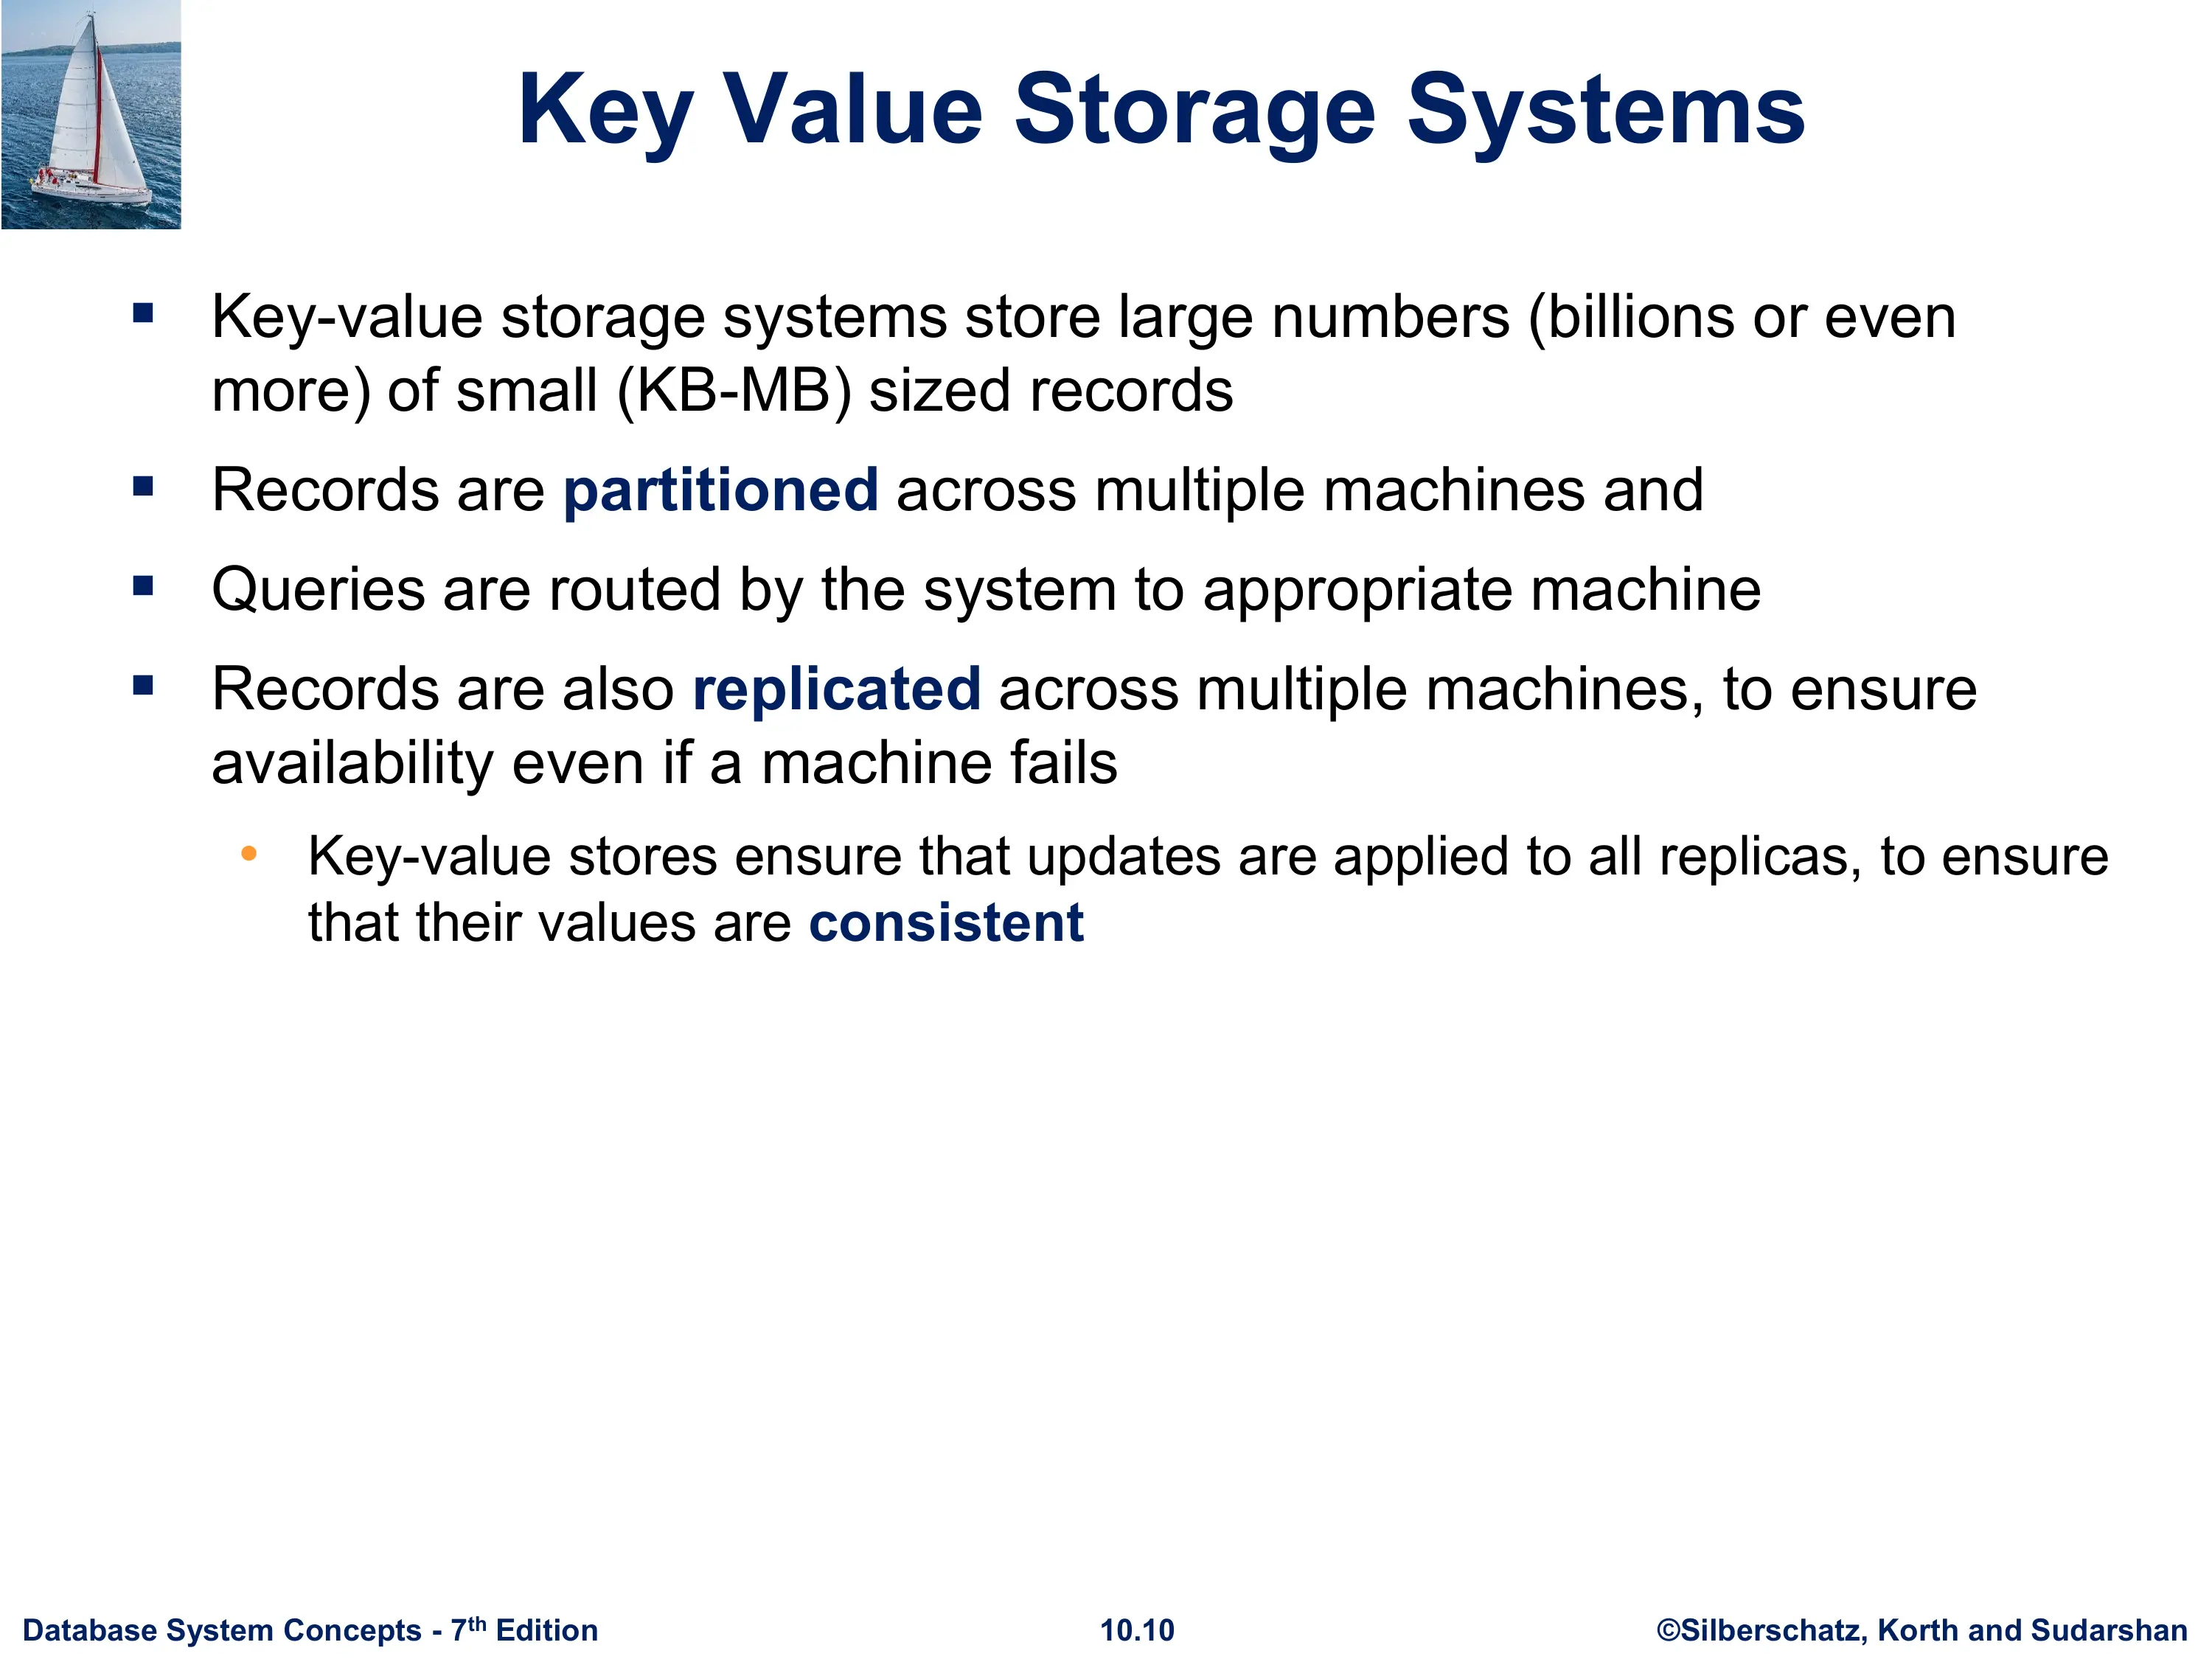 Key Value Storage Systems
▪ Key-value storage systems store large numbers (billions or even
more) of small (KB-MB) sized records
▪ Records are partitioned across multiple machines and
▪ Queries are routed by the system to appropriate machine
▪ Records are also replicated across multiple machines, to ensure
availability even if a machine fails
• Key-value stores ensure that updates are applied to all replicas, to ensure
that their values are consistent
Database System Concepts - 7th Edition 10.10 ©Silberschatz, Korth and Sudarshan